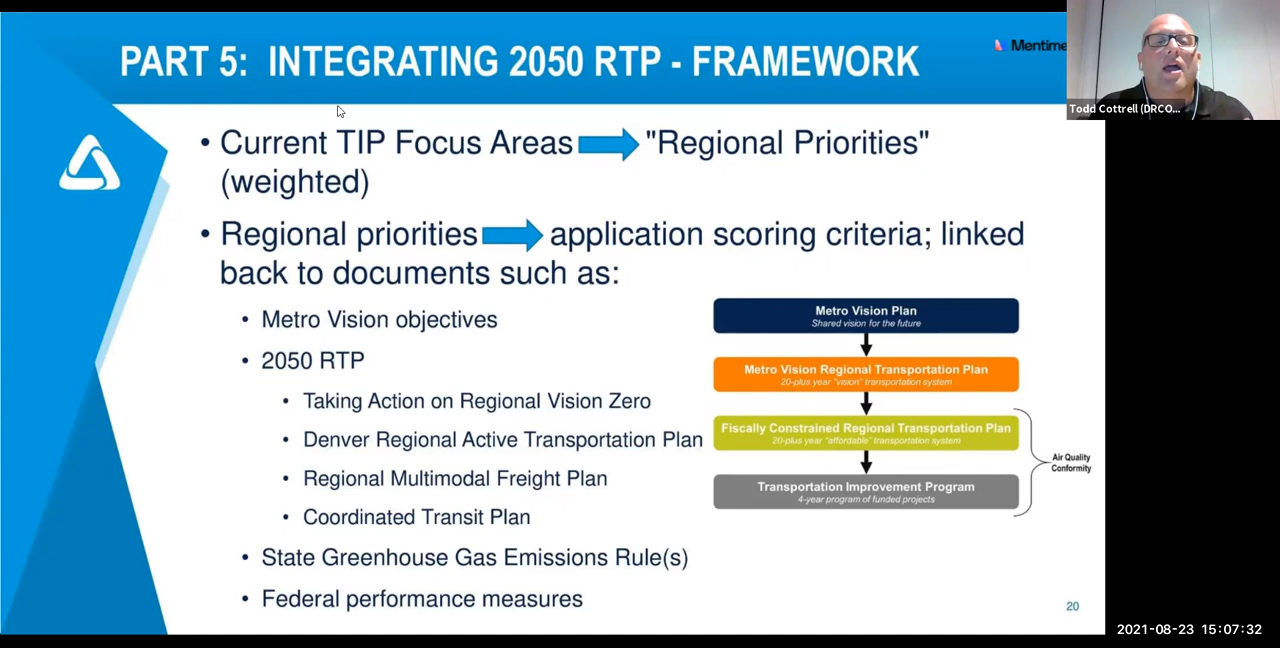 PART 5: INTEGRATING 2050 RTP - FRAMEWORK
Mentime
Todd Cottrell (DRCO...
• Current TIP Focus Areas "Regional Priorities"
(weighted)
• Regional priorities application scoring criteria; linked
back to documents such as:
• Metro Vision objectives
• 2050 RTP
• Taking Action on Regional Vision Zero
• Denver Regional Active Transportation Plan
• Regional Multimodal Freight Plan
• Coordinated Transit Plan
• State Greenhouse Gas Emissions Rule(s)
• Federal performance measures
Metro Vision Plan
Shared vision for the future
Metro Vision Regional Transportation Plan
20-plus year "vision" transportation system
Fiscally Constrained Regional Transportation Plan
20-plus year "affordable" transportation system
Transportation Improvement Program
4-year program of funded projects
Air Quality
Conformity
20
2021-08-23 15:07:32